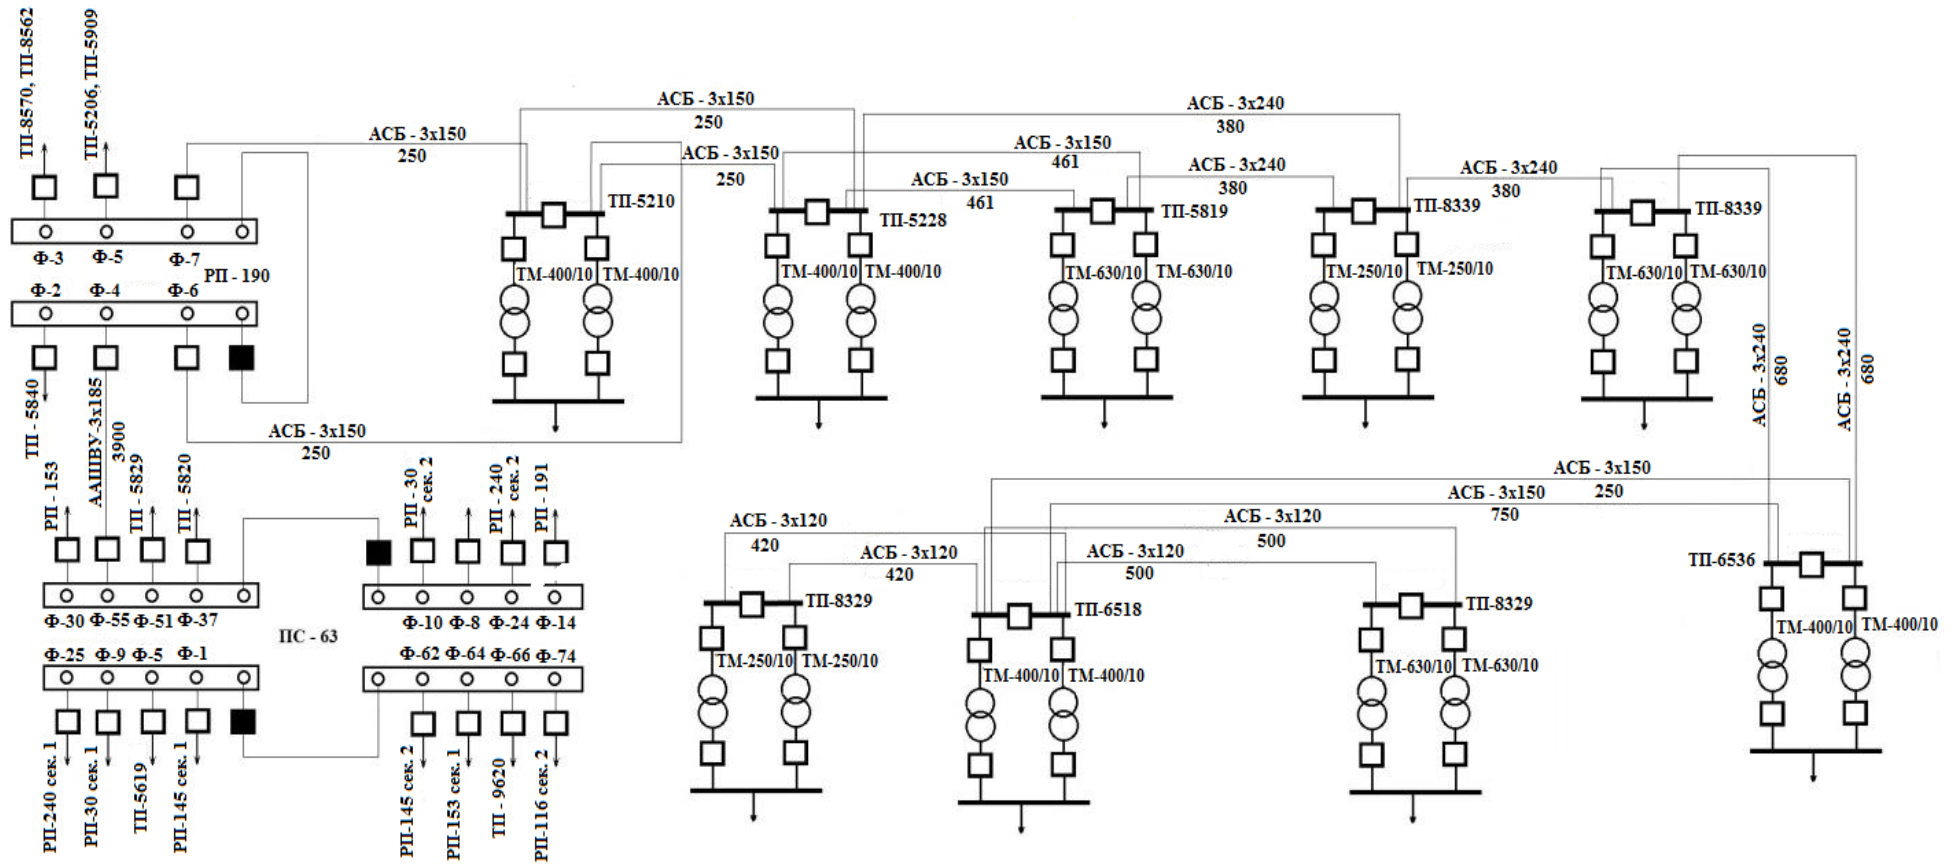 ТП-8570, ТП-8562
ТП-5206, ТП-5909
АСБ - 3х150
250
АСБ - 3х150
250
АСБ - 3х150
250
АСБ - 3х240
380
АСБ - 3х150
461
АСБ - 3х150
461
АСБ - 3х240
380
АСБ - 3х240
380
ТП-5210
ТП-5228
ТП-5819
ТП-8339
ТП-8339
Ф-3
Ф-5
Ф-7
РП - 190
Ф-2
Ф-4
Ф-6
ТМ-400/10
ТМ-400/10
ТМ-400/10
ТМ-400/10
ТМ-630/10
ТМ-630/10
ТМ-250/10
ТМ-250/10
ТМ-630/10
ТМ-630/10
АСБ - 3х240
680
АСБ - 3х240
680
ТП - 5840
ААШВУ-3х185
3900
АСБ - 3х150
250
РП - 153
ТП - 5829
ТП - 5820
РП - 30
сек. 2
РП - 240
сек. 2
РП - 191
АСБ - 3х150
250
АСБ - 3х150
750
АСБ - 3х120
420
АСБ - 3х120
420
АСБ - 3х120
500
АСБ - 3х120
500
ТП-6536
ТП-8329
ТП-6518
ТП-8329
Ф-30
Ф-55
Ф-51
Ф-37
Ф-10
Ф-8
Ф-24
Ф-14
ПС - 63
Ф-25
Ф-9
Ф-5
Ф-1
Ф-62
Ф-64
Ф-66
Ф-74
ТМ-250/10
ТМ-250/10
ТМ-400/10
ТМ-400/10
ТМ-630/10
ТМ-630/10
ТМ-400/10
ТМ-400/10
РП-240 сек. 1
РП-30 сек. 1
ТП-5619
РП-145 сек. 1
РП-145 сек. 2
РП-153 сек. 1
ТП - 9620
РП-116 сек. 2